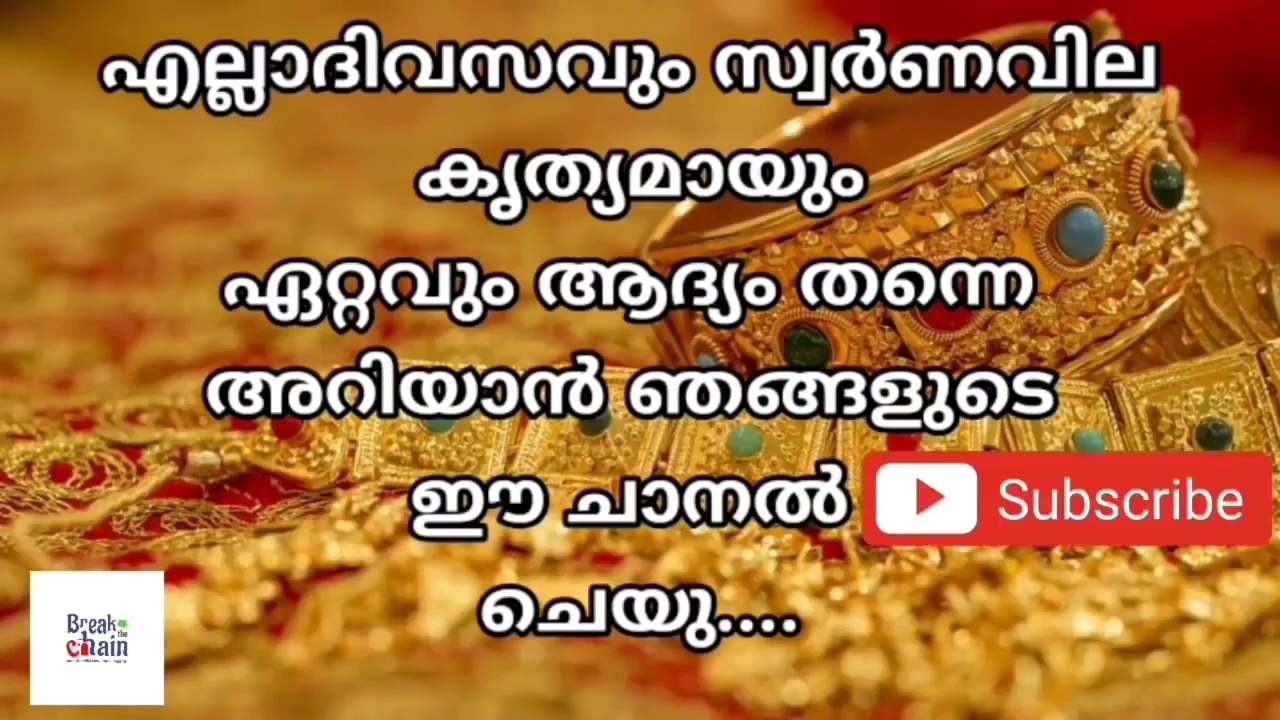 എല്ലാദിവസവും സ്വർണവില
കൃത്യമായും
ഏറ്റവും ആദ്യം തന്നെ
അറിയാൻ ഞങ്ങളുടെ
ഈ ചാനൽ Subscribe
ചെയു....
Break
the
chain